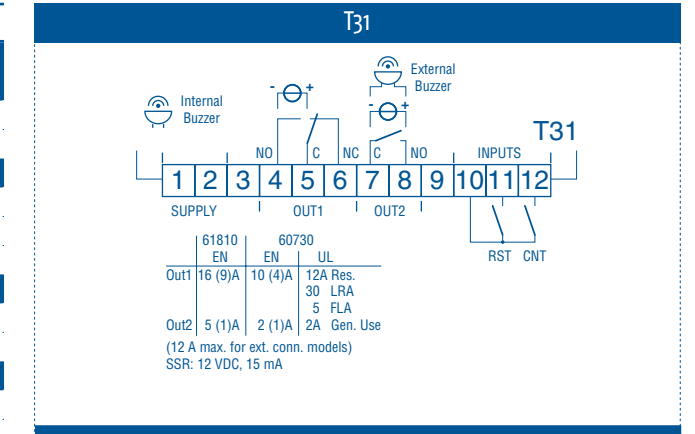 T31
External
Buzzer
Internal
Buzzer
- +
- +
T31
NO C NC C NO INPUTS
1 2 3 4 5 6 7 8 9 10 11 12
SUPPLY OUT1 OUT2
RST CNT
61810 60730
EN EN UL
Out1 16 (9)A 10 (4)A 12A Res.
30 LRA
5 FLA
Out2 5 (1)A 2 (1)A 2A Gen. Use
(12 A max. for ext. conn. models)
SSR: 12 VDC, 15 mA